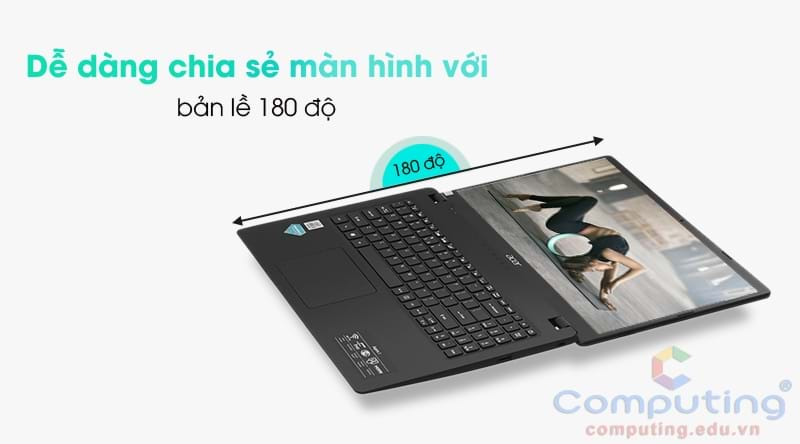 Dễ dàng chia sẻ màn hình với
bản lề 180 độ
180 độ
acer
Computing®
computing.edu.vn